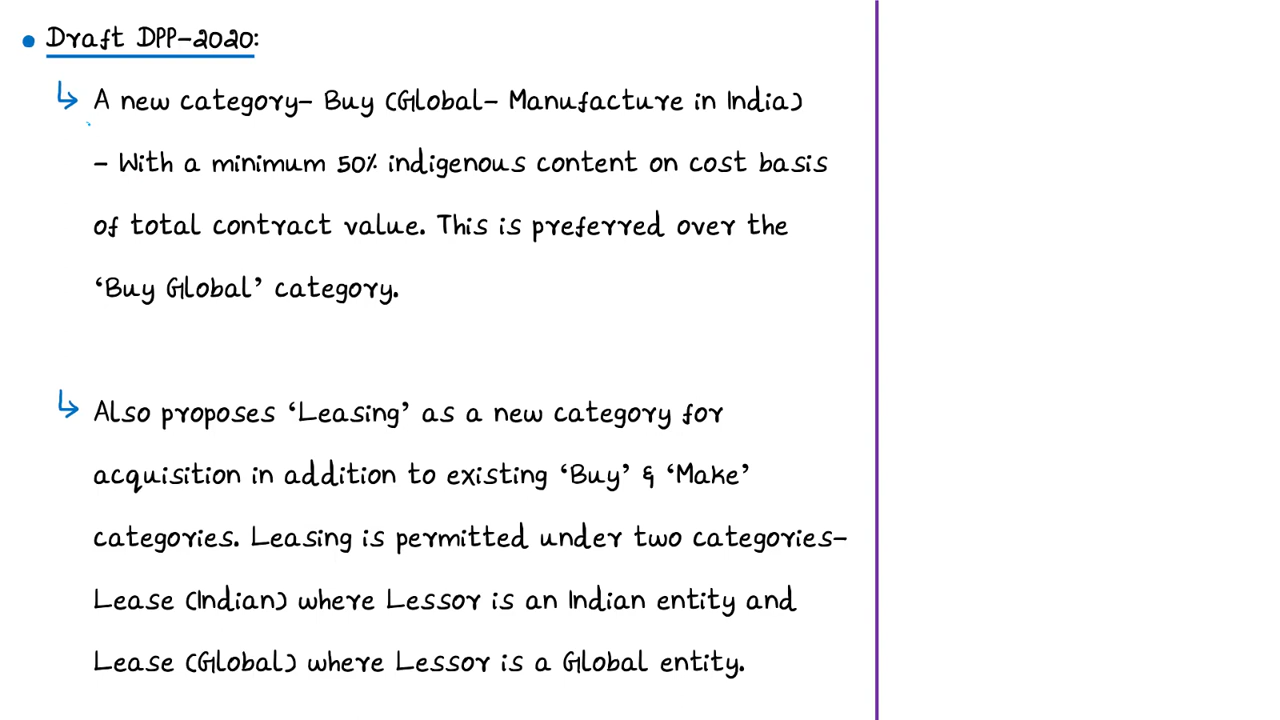 Draft DPP-2020:
A new category- Buy (Global- Manufacture in India)
- With a minimum 50% indigenous content on cost basis
of total contract value. This is preferred over the
‘Buy Global’ category.
Also proposes ‘Leasing’ as a new category for
acquisition in addition to existing ‘Buy’ & ‘Make’
categories. Leasing is permitted under two categories-
Lease (Indian) where Lessor is an Indian entity and
Lease (Global) where Lessor is a Global entity.